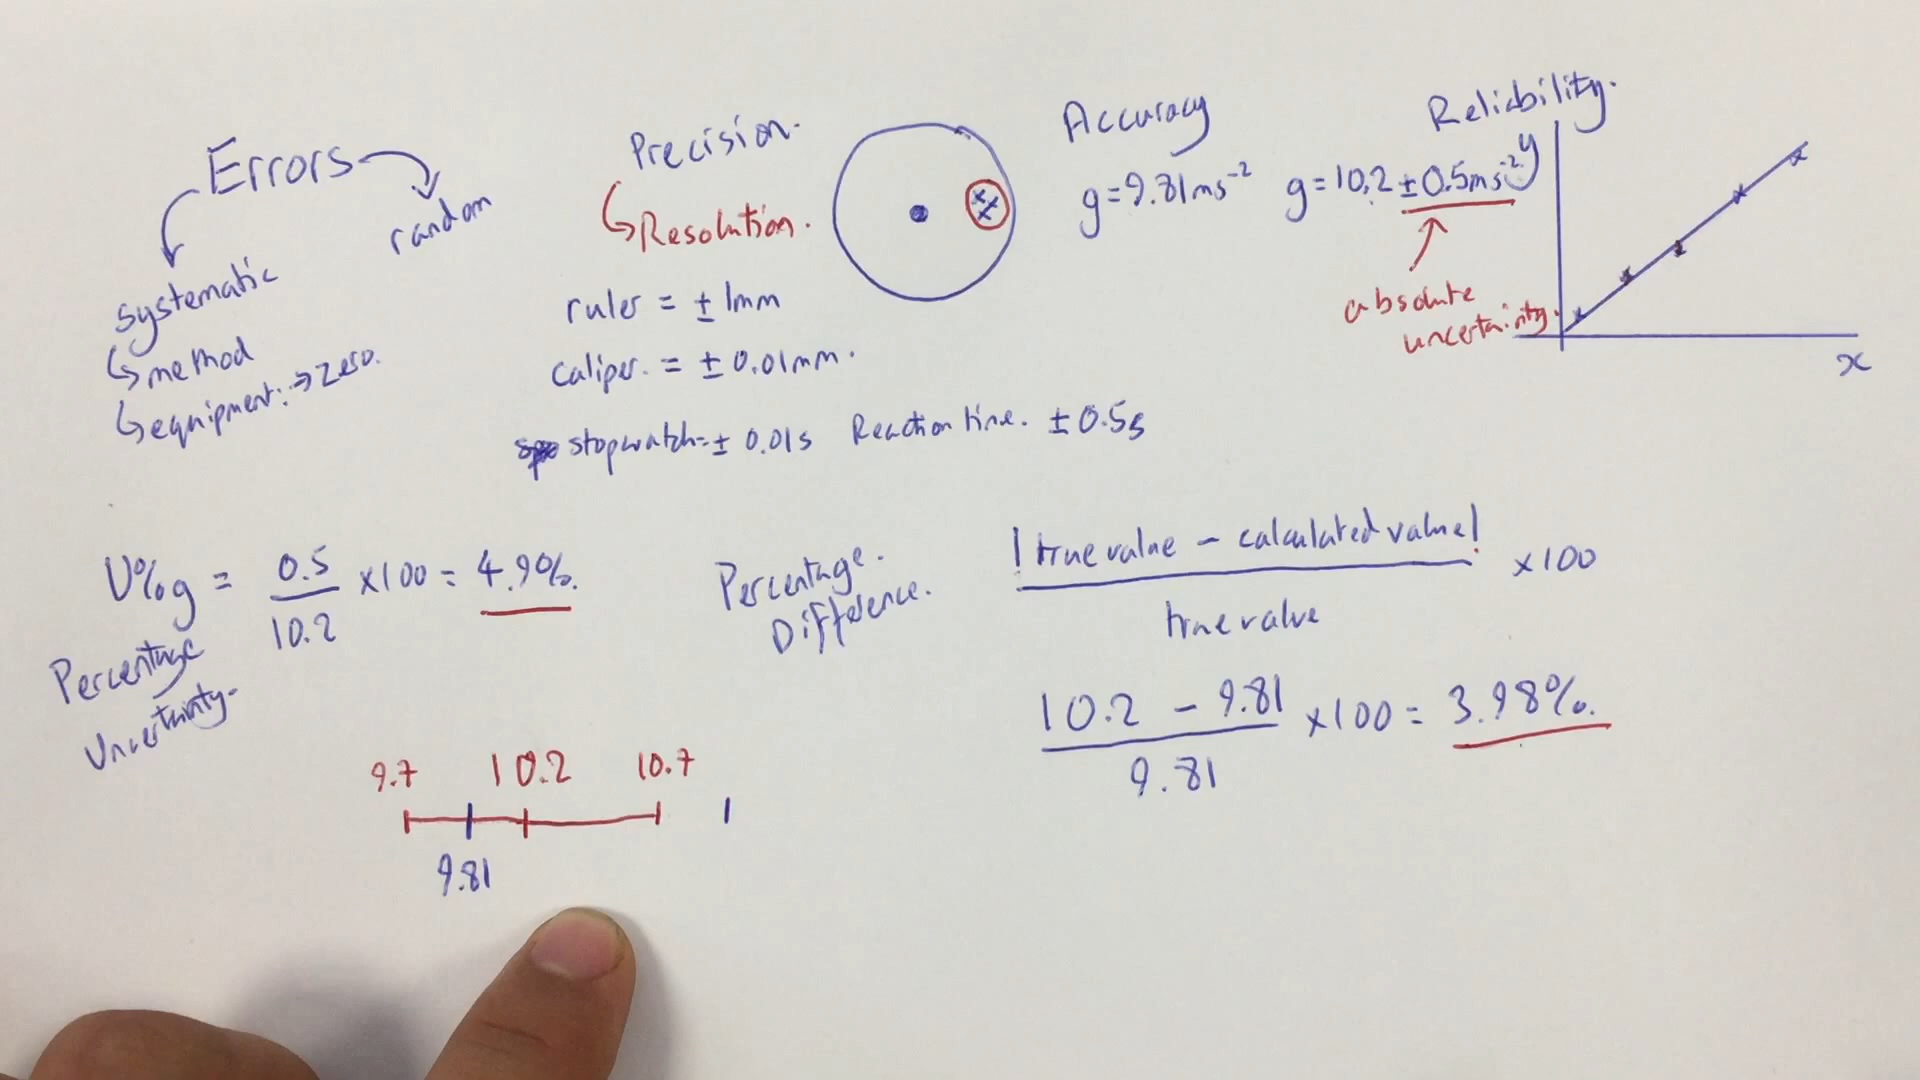 Errors
random
systematic
↳ method
↳ equipment. → zero.
Precision.
↳ Resolution.
ruler = ± 1mm
caliper. = ± 0.01mm.
stopwatch = ± 0.01s Reaction time. ± 0.5s
Accuracy
g = 9.81ms⁻² g = 10.2 ± 0.5ms⁻²
absolute
uncertainty.
Reliability.
y
x
U%g = 0.5 / 10.2 × 100 = 4.9%.
Percentage
Uncertainty.
Percentage.
Difference.
|true value - calculated value| / true value × 100
10.2 - 9.81 / 9.81 × 100 = 3.98%.
9.7 10.2 10.7
9.81